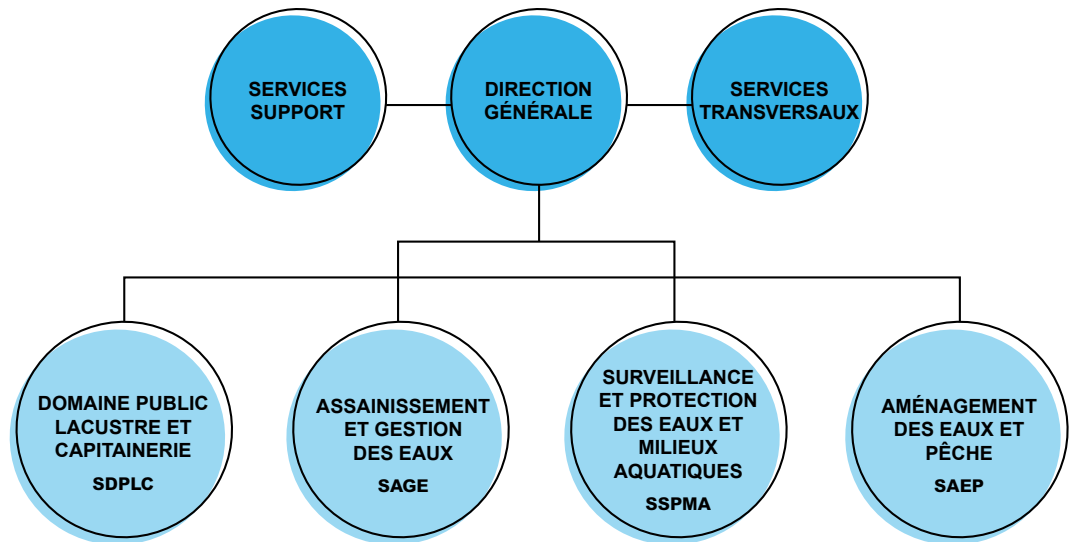 SERVICES
SUPPORT
DIRECTION
GÉNÉRALE
SERVICES
TRANSVERSAUX
DOMAINE PUBLIC
LACUSTRE ET
CAPITAINERIE
SDPLC
ASSAINISSEMENT
ET GESTION
DES EAUX
SAGE
SURVEILLANCE
ET PROTECTION
DES EAUX ET
MILIEUX
AQUATIQUES
SSPMA
AMÉNAGEMENT
DES EAUX ET
PÊCHE
SAEP